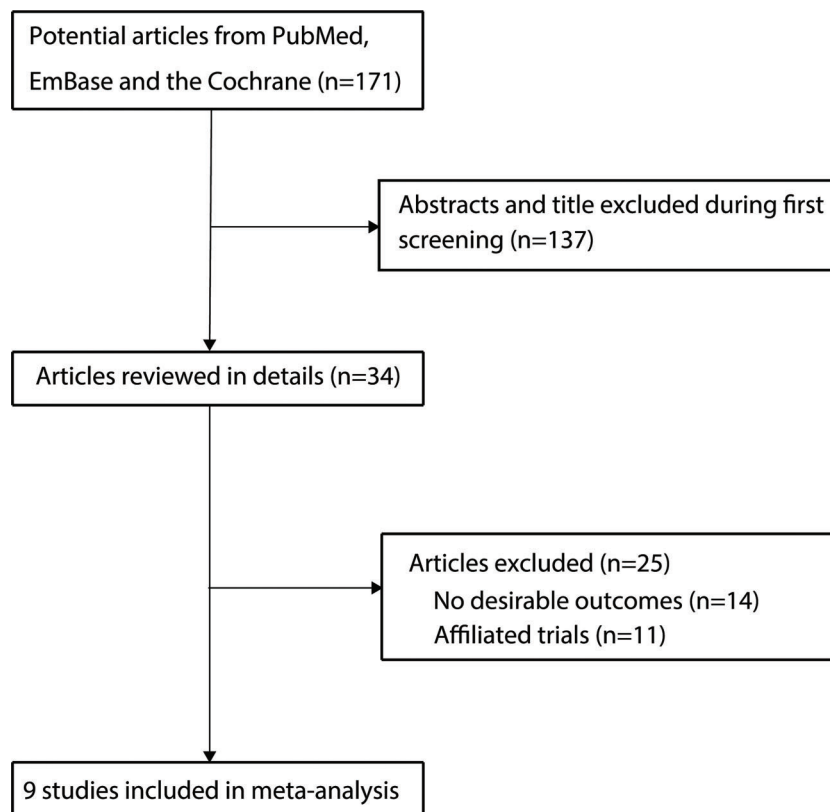 Potential articles from PubMed,
EmBase and the Cochrane (n=171)
Abstracts and title excluded during first
screening (n=137)
Articles reviewed in details (n=34)
Articles excluded (n=25)
No desirable outcomes (n=14)
Affiliated trials (n=11)
9 studies included in meta-analysis